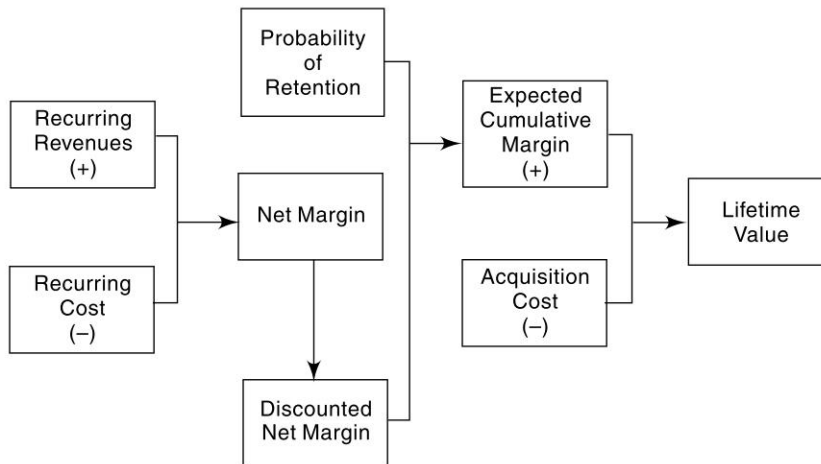 Probability
of
Retention
Recurring
Revenues
(+)
Expected
Cumulative
Margin
(+)
Net Margin
Lifetime
Value
Recurring
Cost
(–)
Acquisition
Cost
(–)
Discounted
Net Margin